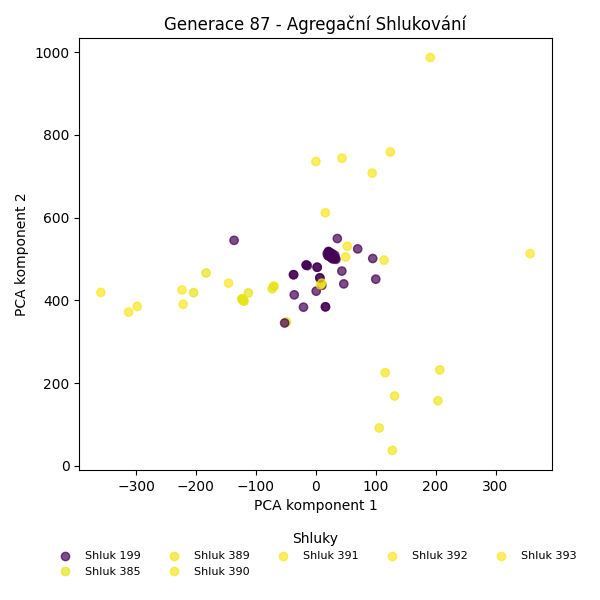 Generace 87 - Agregační Shlukování
PCA komponent 2
1000
800
600
400
200
0
−300 −200 −100 0 100 200 300
PCA komponent 1
Shluky
Shluk 199 Shluk 389 Shluk 391 Shluk 392 Shluk 393
Shluk 385 Shluk 390